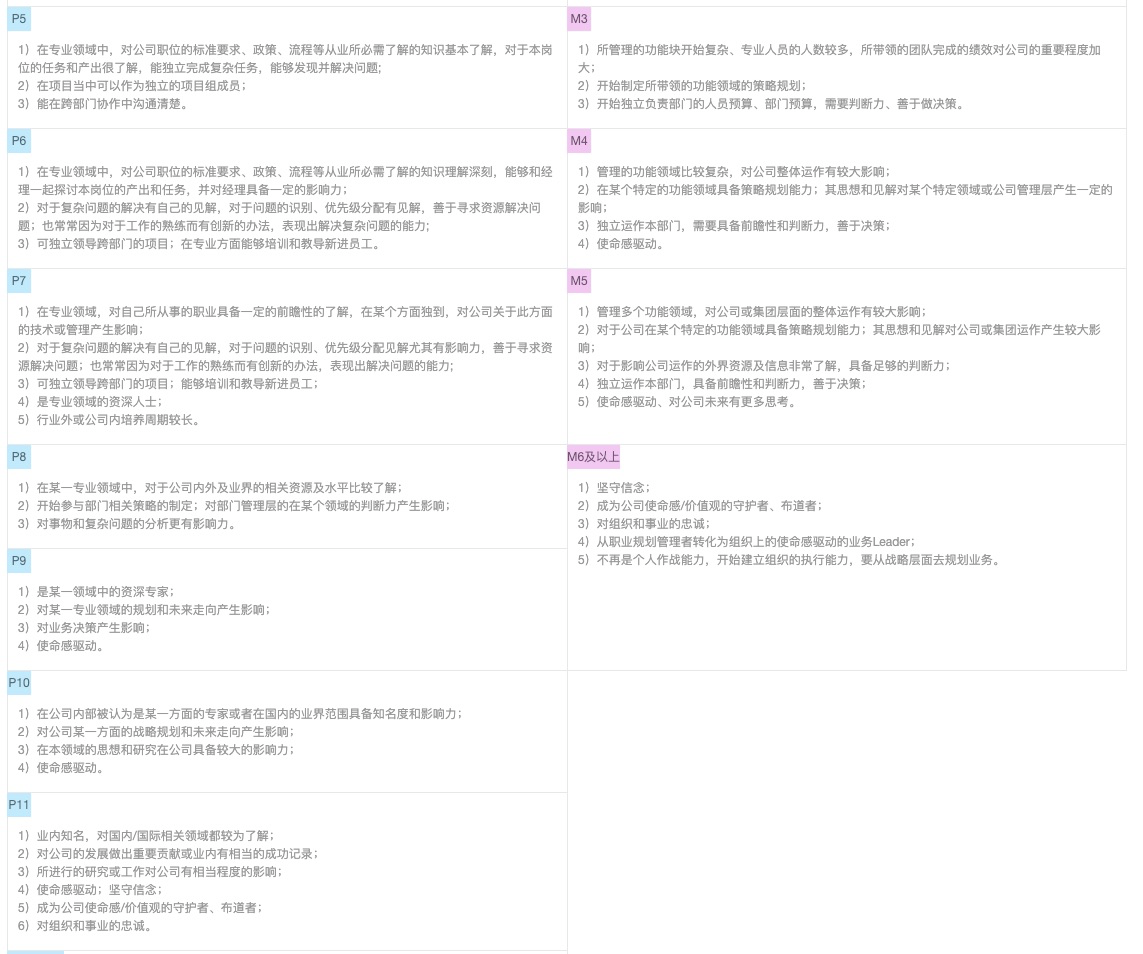 P5
1）在专业领域中，对公司职位的标准要求、政策、流程等从业所必需了解的知识基本了解，对于本岗
位的任务和产出很了解，能独立完成复杂任务，能够发现并解决问题;
2）在项目当中可以作为独立的项目组成员；
3）能在跨部门协作中沟通清楚。
M3
1）所管理的功能块开始复杂、专业人员的人数较多，所带领的团队完成的绩效对公司的重要程度加
大；
2）开始制定所带领的功能领域的策略规划；
3）开始独立负责部门的人员预算、部门预算，需要判断力、善于做决策。
P6
1）在专业领域中，对公司职位的标准要求、政策、流程等从业所必需了解的知识理解深刻，能够和经
理一起探讨本岗位的产出和任务，并对经理具备一定的影响力；
2）对于复杂问题的解决有自己的见解，对于问题的识别、优先级分配有见解，善于寻求资源解决问
题；也常常因为对于工作的熟练而有创新的办法，表现出解决复杂问题的能力;
3）可独立领导跨部门的项目；在专业方面能够培训和教导新进员工。
M4
1）管理的功能领域比较复杂，对公司整体运作有较大影响；
2）在某个特定的功能领域具备策略规划能力；其思想和见解对某个特定领域或公司管理层产生一定的
影响；
3）独立运作本部门，需要具备前瞻性和判断力，善于决策；
4）使命感驱动。
P7
1）在专业领域，对自己所从事的职业具备一定的前瞻性的了解，在某个方面独到，对公司关于此方面
的技术或管理产生影响；
2）对于复杂问题的解决有自己的见解，对于问题的识别、优先级分配见解尤其有影响力，善于寻求资
源解决问题；也常常因为对于工作的熟练而有创新的办法，表现出解决问题的能力;
3）可独立领导跨部门的项目；能够培训和教导新进员工；
4）是专业领域的资深人士；
5）行业外或公司内培养周期较长。
M5
1）管理多个功能领域，对公司或集团层面的整体运作有较大影响；
2）对于公司在某个特定的功能领域具备策略规划能力；其思想和见解对公司或集团运作产生较大影
响；
3）对于影响公司运作的外界资源及信息非常了解，具备足够的判断力；
4）独立运作本部门，具备前瞻性和判断力，善于决策；
5）使命感驱动、对公司未来有更多思考。
P8
1）在某一专业领域中，对于公司内外及业界的相关资源及水平比较了解；
2）开始参与部门相关策略的制定；对部门管理层的在某个领域的判断力产生影响；
3）对事物和复杂问题的分析更有影响力。
M6及以上
1）坚守信念；
2）成为公司使命感/价值观的守护者、布道者；
3）对组织和事业的忠诚；
4）从职业规划管理者转化为组织上的使命感驱动的业务Leader；
5）不再是个人作战能力，开始建立组织的执行能力，要从战略层面去规划业务。
P9
1）是某一领域中的资深专家；
2）对某一专业领域的规划和未来走向产生影响；
3）对业务决策产生影响；
4）使命感驱动。
P10
1）在公司内部被认为是某一方面的专家或者在国内的业界范围具备知名度和影响力；
2）对公司某一方面的战略规划和未来走向产生影响；
3）在本领域的思想和研究在公司具备较大的影响力；
4）使命感驱动。
P11
1）业内知名，对国内/国际相关领域都较为了解；
2）对公司的发展做出重要贡献或业内有相当的成功记录；
3）所进行的研究或工作对公司有相当程度的影响；
4）使命感驱动；坚守信念；
5）成为公司使命感/价值观的守护者、布道者；
6）对组织和事业的忠诚。